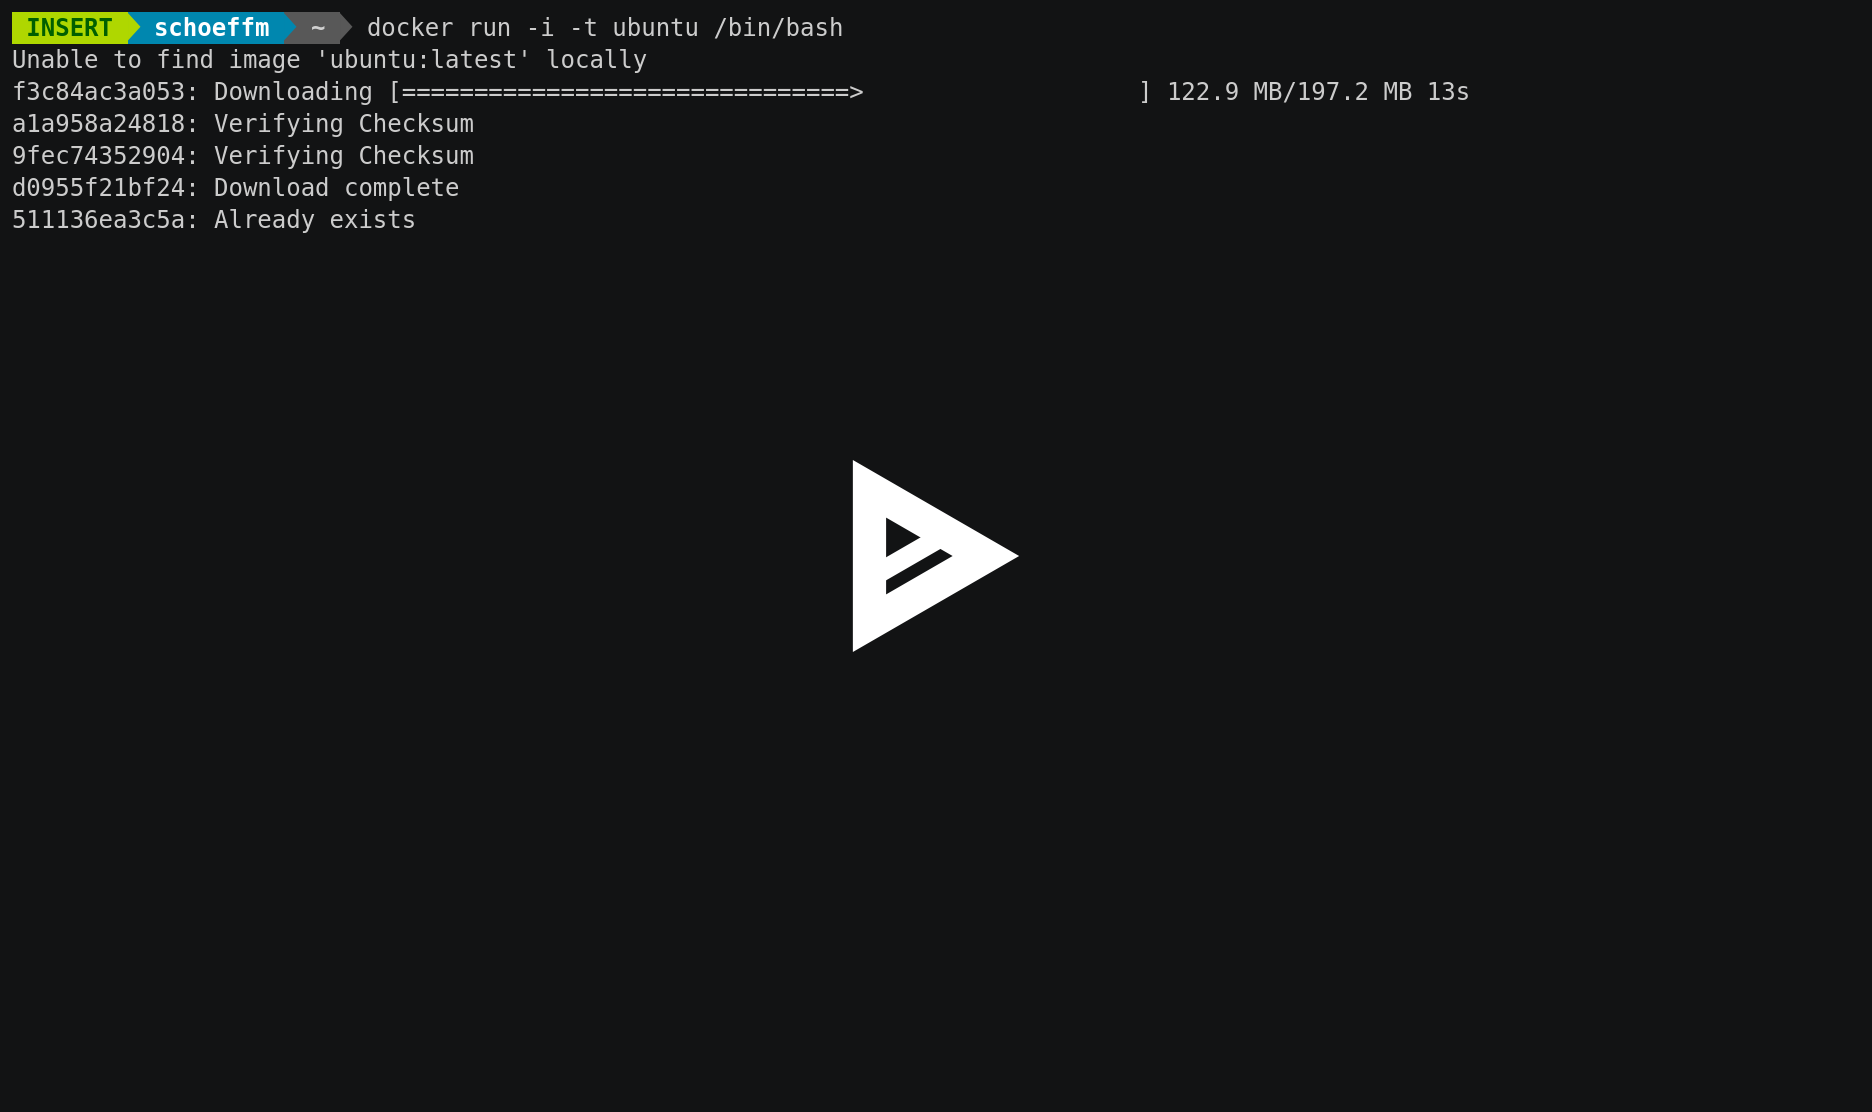 INSERT schoeffm ~ docker run -i -t ubuntu /bin/bash
Unable to find image 'ubuntu:latest' locally
f3c84ac3a053: Downloading [===============================>                   ] 122.9 MB/197.2 MB 13s
a1a958a24818: Verifying Checksum
9fec74352904: Verifying Checksum
d0955f21bf24: Download complete
511136ea3c5a: Already exists